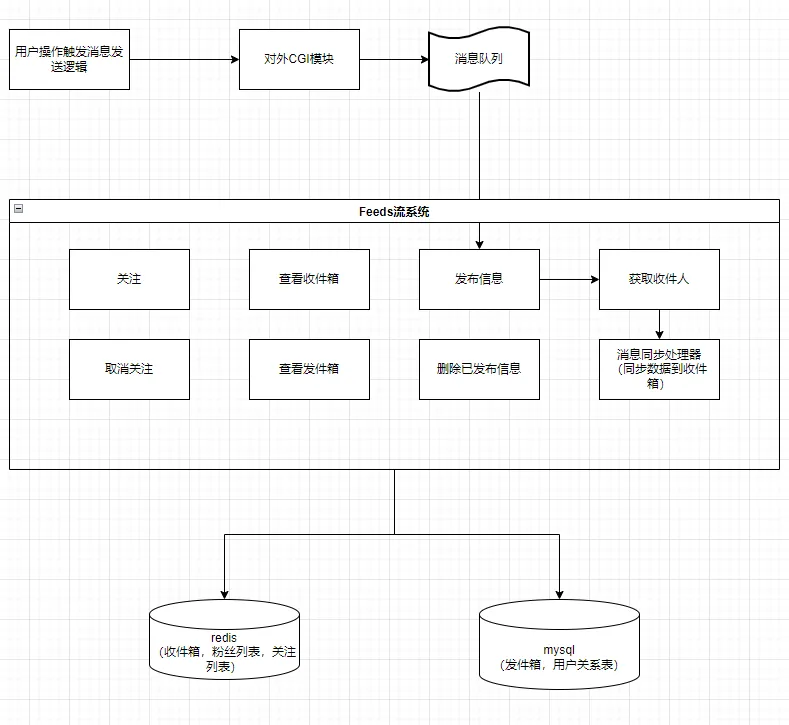 用户操作触发消息发
送逻辑
对外CGI模块
消息队列
Feeds流系统
关注
查看收件箱
发布信息
获取收件人
取消关注
查看发件箱
删除已发布信息
消息同步处理器
（同步数据到收件
箱）
redis
（收件箱，粉丝列表，关注
列表）
mysql
（发件箱，用户关系表）